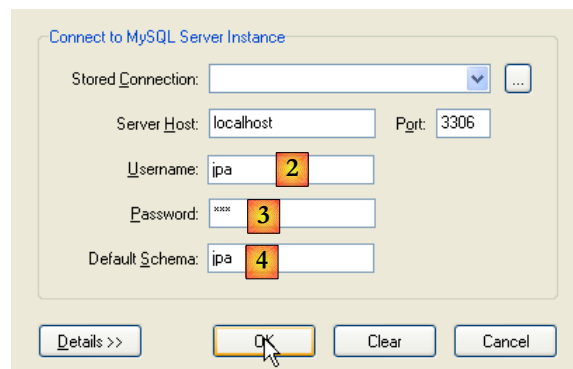 Connect to MySQL Server Instance
Stored Connection: ...
Server Host: localhost Port: 3306
Username: jpa 2
Password: *** 3
Default Schema: jpa 4
Details >> OK Clear Cancel